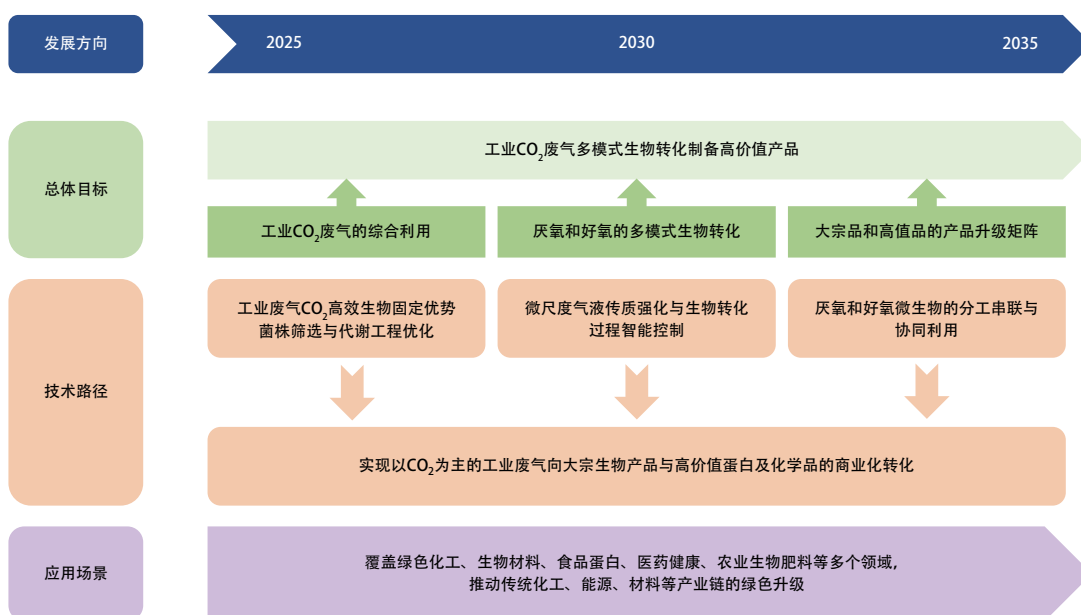 发展方向
2025
2030
2035
总体目标
工业CO₂废气多模式生物转化制备高价值产品
工业CO₂废气的综合利用
厌氧和好氧的多模式生物转化
大宗品和高值品的产品升级矩阵
技术路径
工业废气CO₂高效生物固定优势
菌株筛选与代谢工程优化
微尺度气液传质强化与生物转化
过程智能控制
厌氧和好氧微生物的分工串联与
协同利用
实现以CO₂为主的工业废气向大宗生物产品与高价值蛋白及化学品的商业化转化
应用场景
覆盖绿色化工、生物材料、食品蛋白、医药健康、农业生物肥料等多个领域，
推动传统化工、能源、材料等产业链的绿色升级